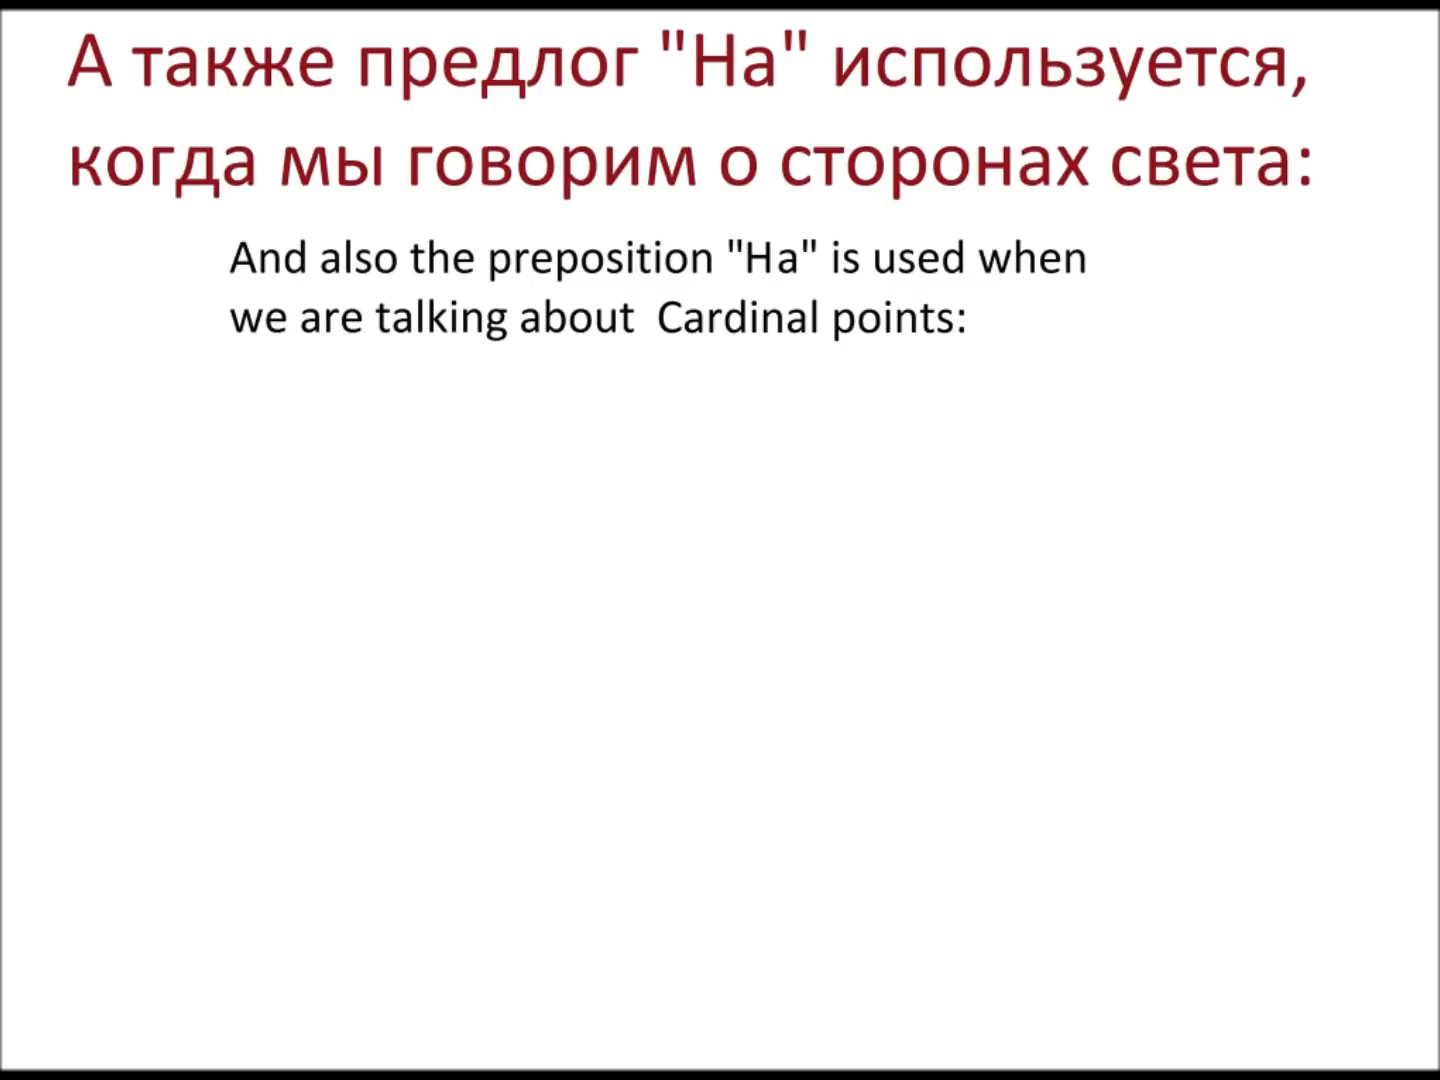 А также предлог "На" используется,
когда мы говорим о сторонах света:
And also the preposition "На" is used when
we are talking about  Cardinal points: